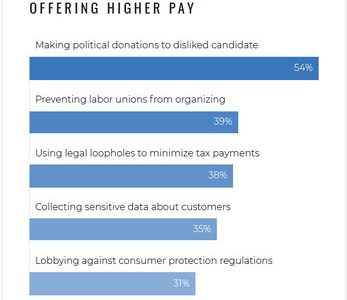 OFFERING HIGHER PAY
Making political donations to disliked candidate
54%
Preventing labor unions from organizing
39%
Using legal loopholes to minimize tax payments
38%
Collecting sensitive data about customers
35%
Lobbying against consumer protection regulations
31%